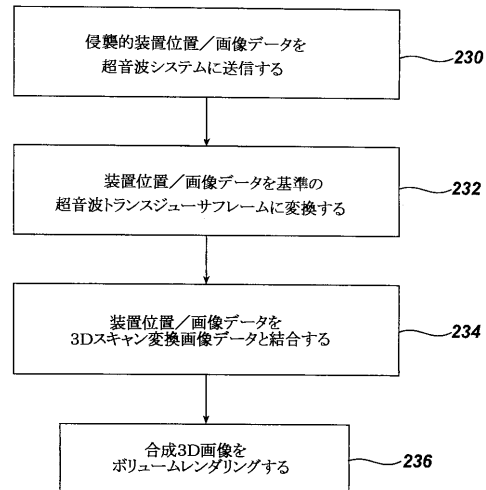 侵襲的装置位置／画像データを
超音波システムに送信する
230
装置位置／画像データを基準の
超音波トランスジューサフレームに変換する
232
装置位置／画像データを
3Dスキャン変換画像データと結合する
234
合成3D画像を
ボリュームレンダリングする
236